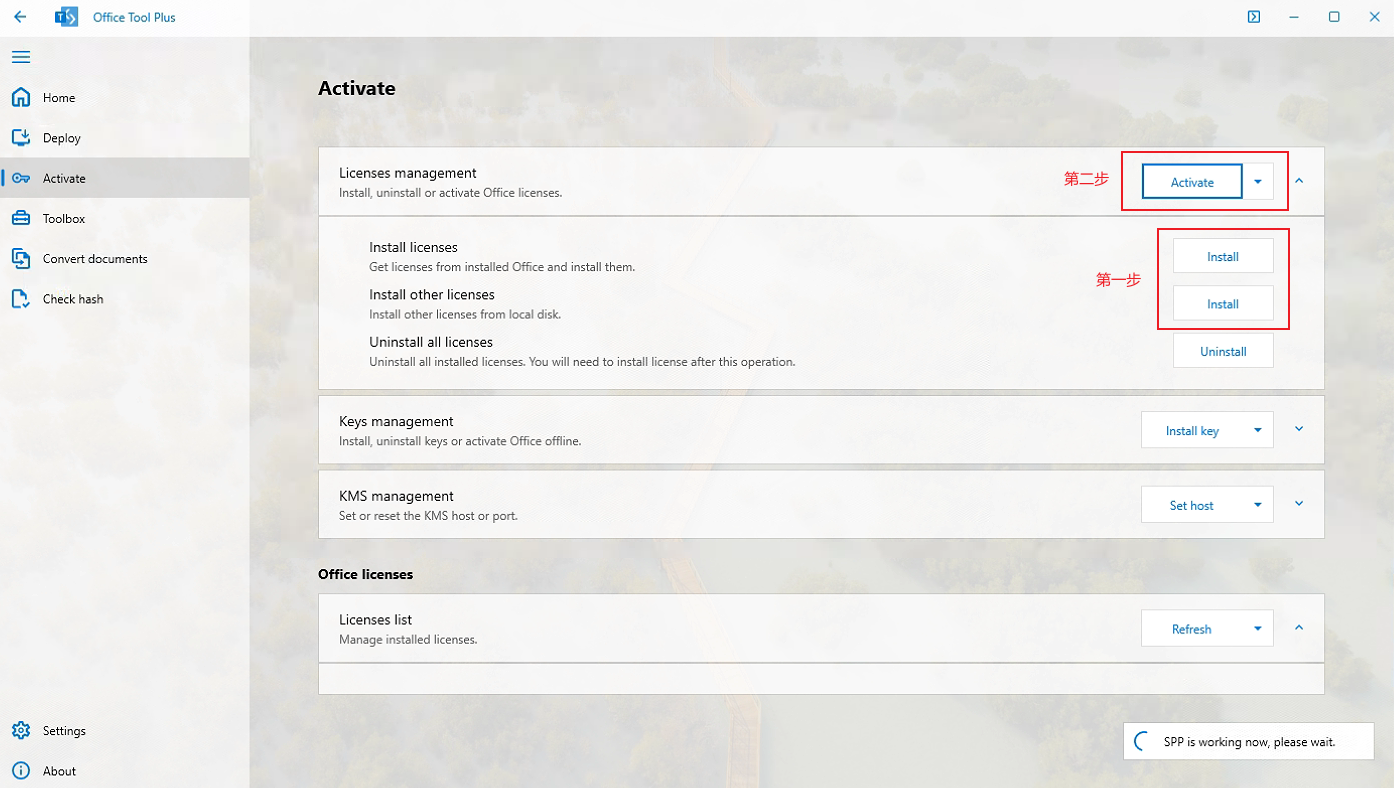 Office Tool Plus
Home
Deploy
Activate
Toolbox
Convert documents
Check hash
Settings
About
Activate
Licenses management
Install, uninstall or activate Office licenses.
第二步
Activate
Install licenses
Get licenses from installed Office and install them.
Install
第一步
Install other licenses
Install other licenses from local disk.
Install
Uninstall all licenses
Uninstall all installed licenses. You will need to install license after this operation.
Uninstall
Keys management
Install, uninstall keys or activate Office offline.
Install key
KMS management
Set or reset the KMS host or port.
Set host
Office licenses
Licenses list
Manage installed licenses.
Refresh
SPP is working now, please wait.